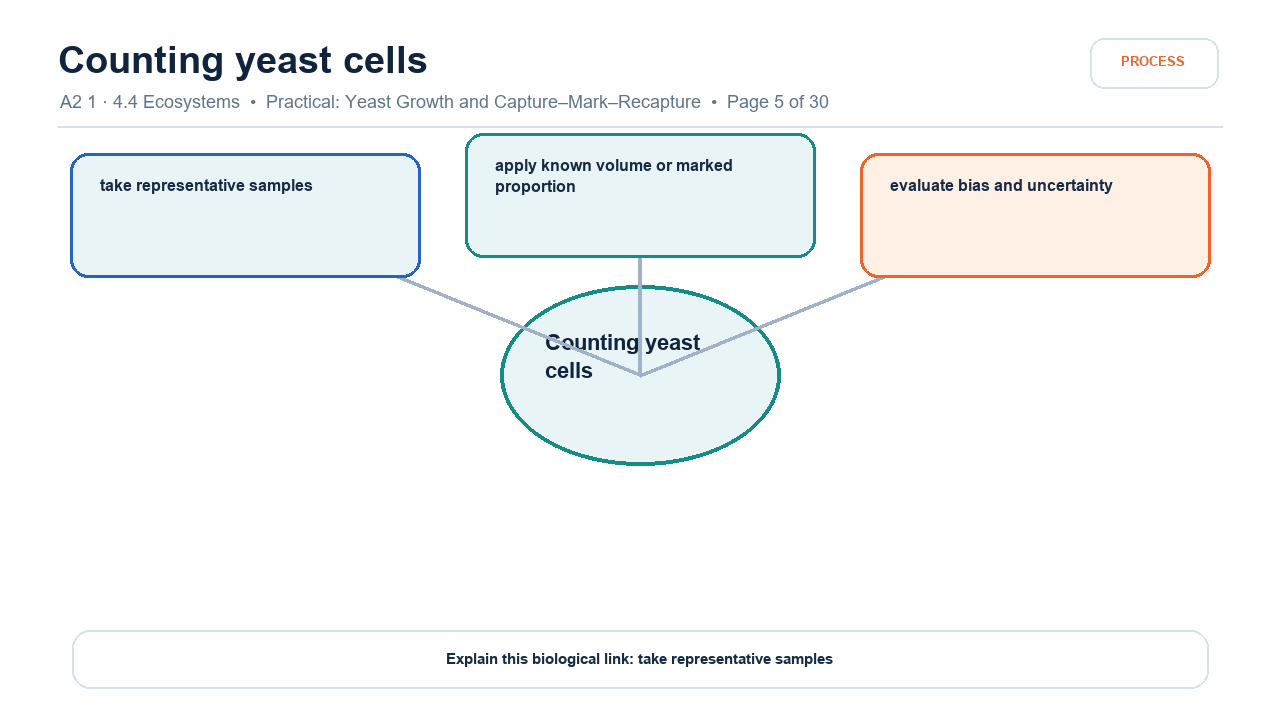 Counting yeast cells
PROCESS
A2 1 · 4.4 Ecosystems • Practical: Yeast Growth and Capture–Mark–Recapture • Page 5 of 30
take representative samples
apply known volume or marked
proportion
evaluate bias and uncertainty
Counting yeast
cells
Explain this biological link: take representative samples